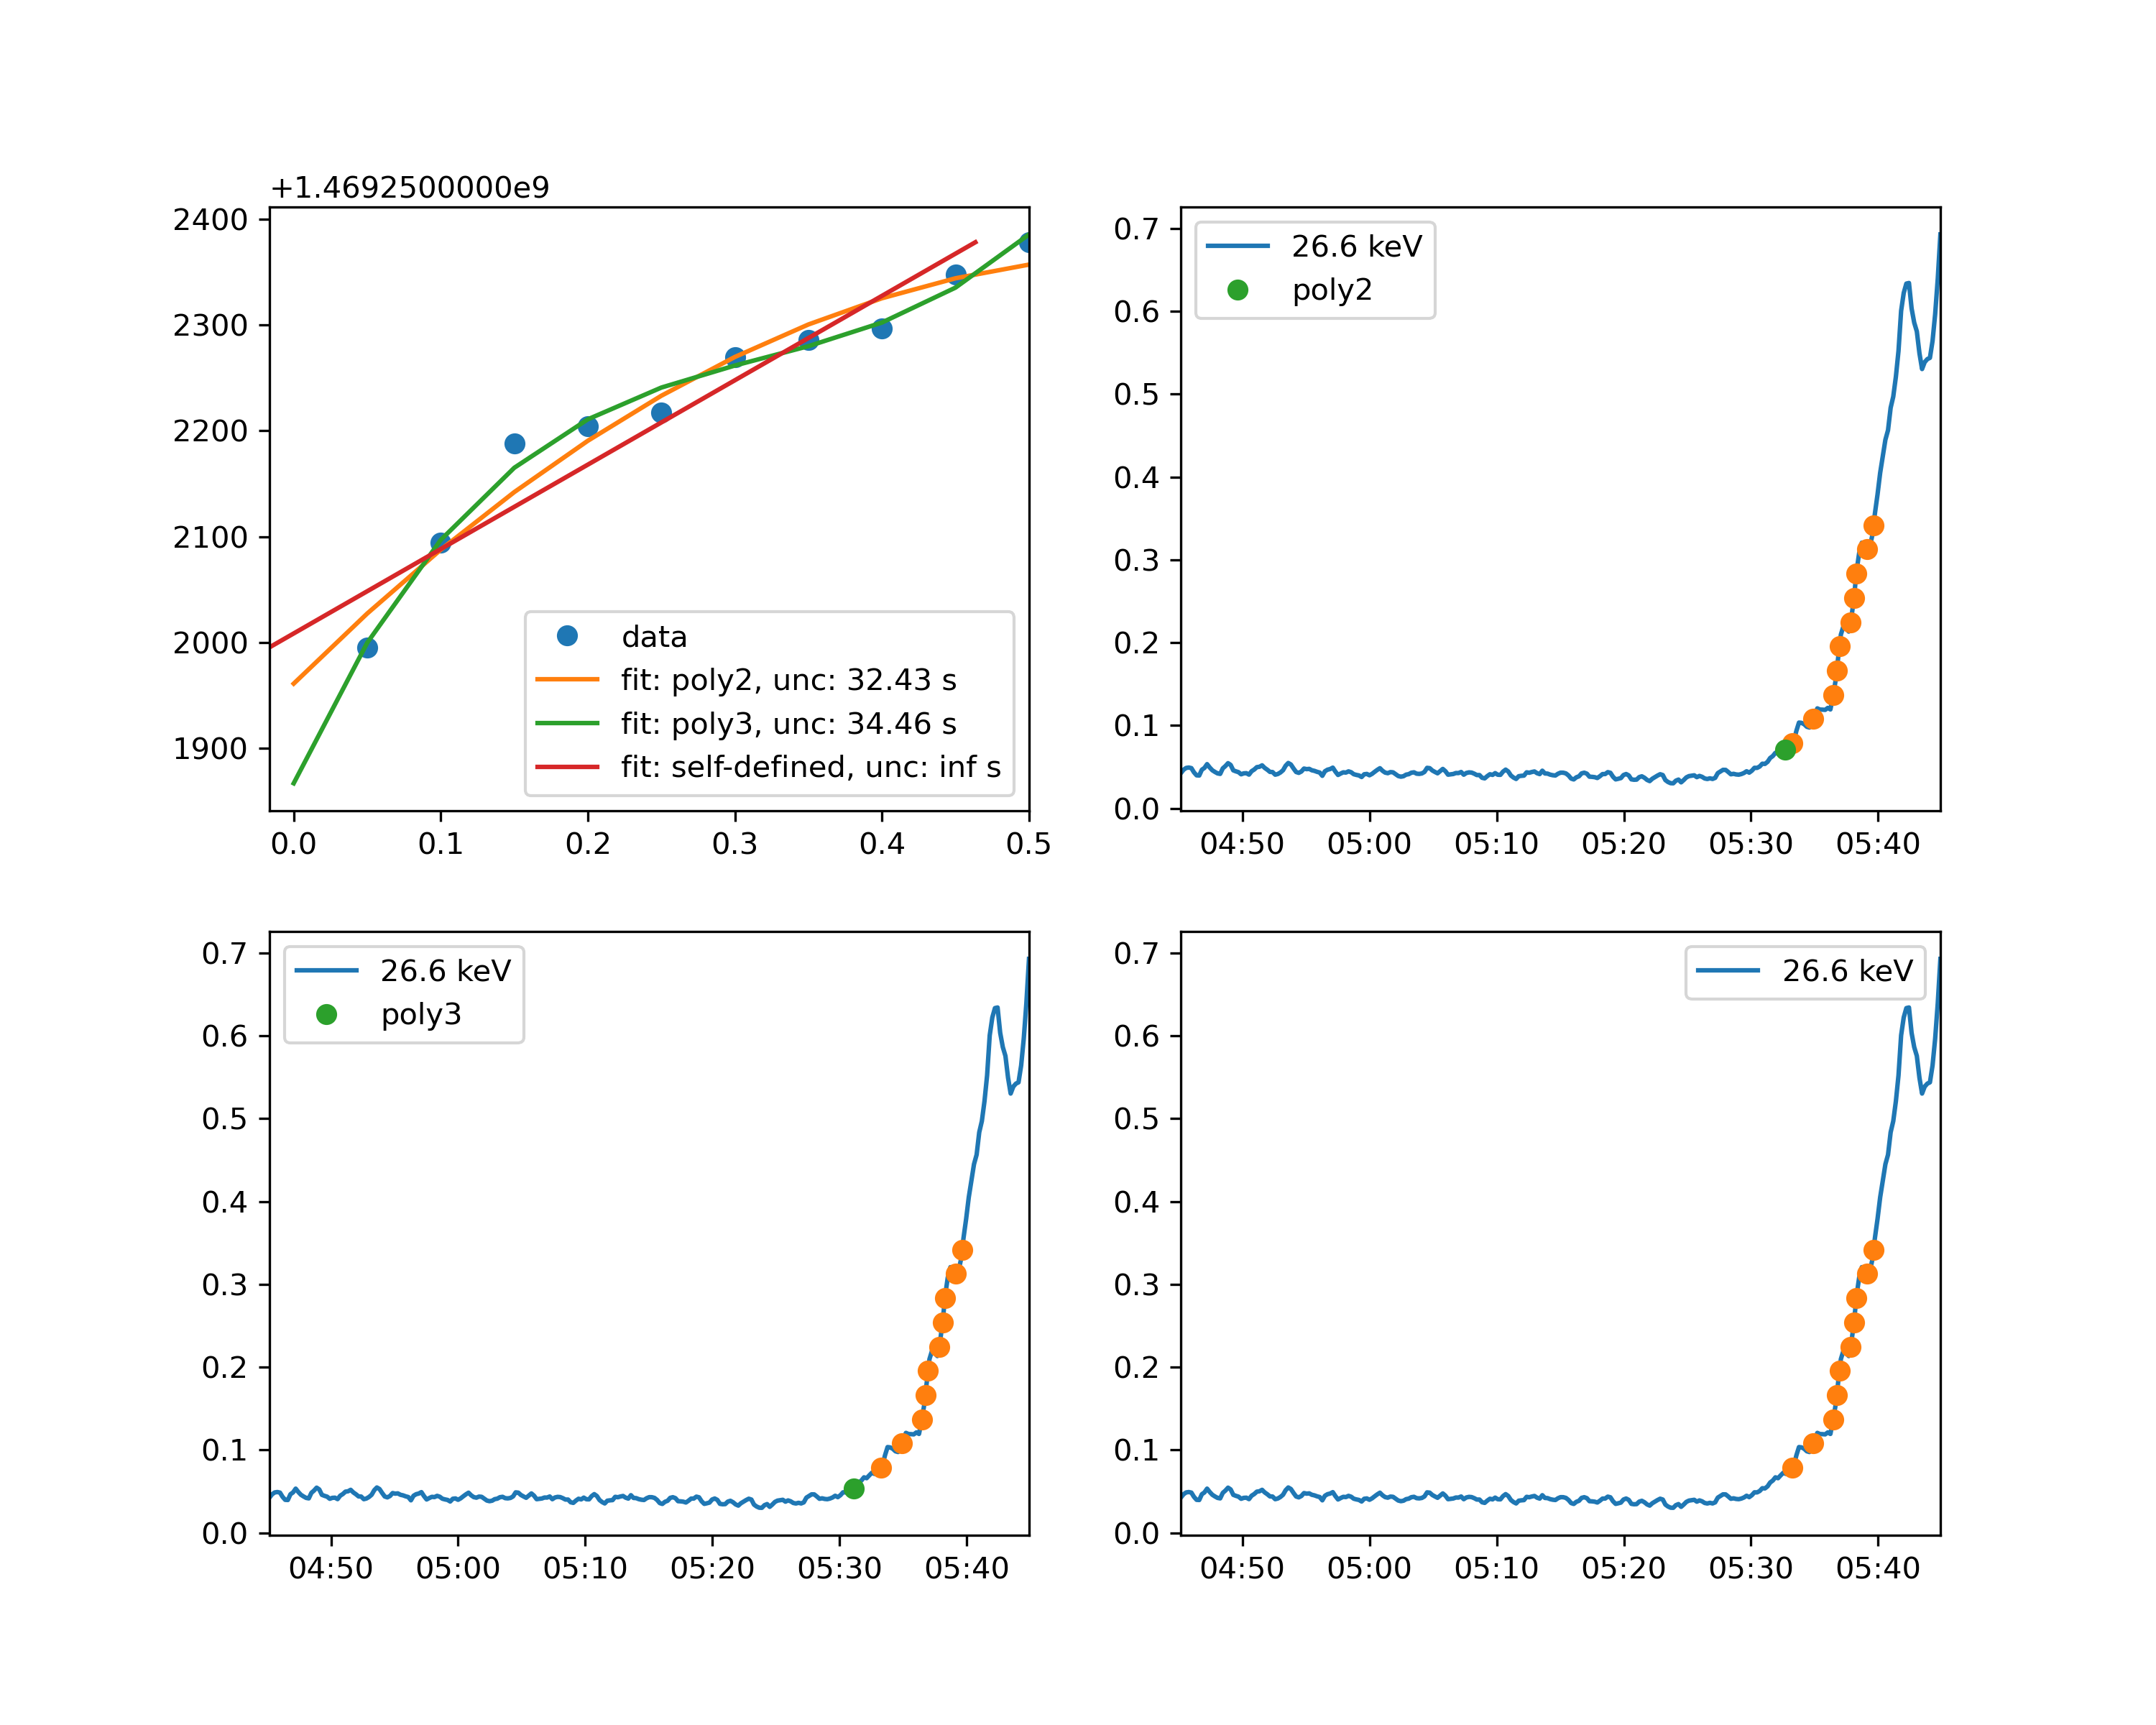 +1.4692500000e9
2400
2300
2200
2100
2000
1900
0.0 0.1 0.2 0.3 0.4 0.5
data
fit: poly2, unc: 32.43 s
fit: poly3, unc: 34.46 s
fit: self-defined, unc: inf s
0.7
0.6
0.5
0.4
0.3
0.2
0.1
0.0
04:50 05:00 05:10 05:20 05:30 05:40
26.6 keV
poly2
0.7
0.6
0.5
0.4
0.3
0.2
0.1
0.0
04:50 05:00 05:10 05:20 05:30 05:40
26.6 keV
poly3
0.7
0.6
0.5
0.4
0.3
0.2
0.1
0.0
04:50 05:00 05:10 05:20 05:30 05:40
26.6 keV